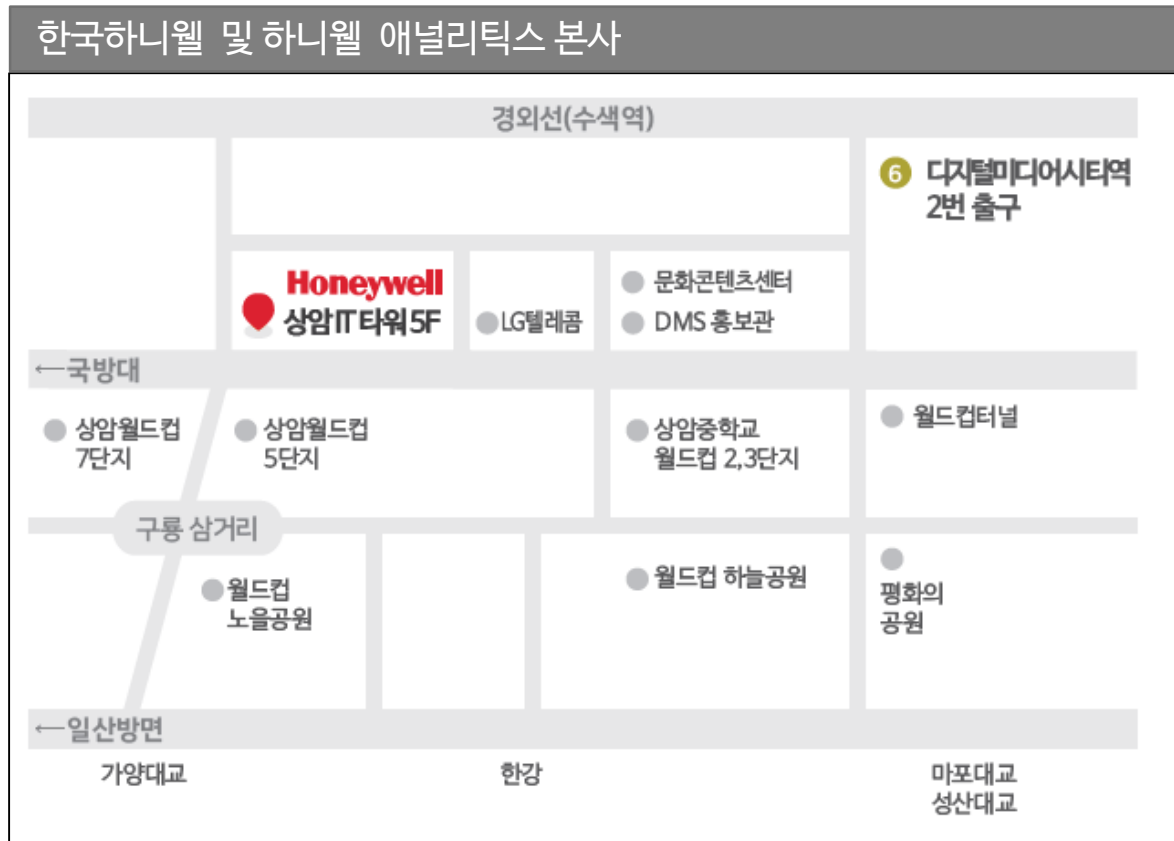 한국하니웰 및 하니웰 애널리틱스 본사
경외선(수색역)
6 디지털미디어시티역
2번 출구
Honeywell
상암IT타워 5F
LG텔레콤
문화콘텐츠센터
DMS 홍보관
←국방대
상암월드컵
7단지
상암월드컵
5단지
상암중학교
월드컵 2,3단지
월드컵터널
구룡 삼거리
월드컵
노을공원
월드컵 하늘공원
평화의
공원
←일산방면
가양대교
한강
마포대교
성산대교